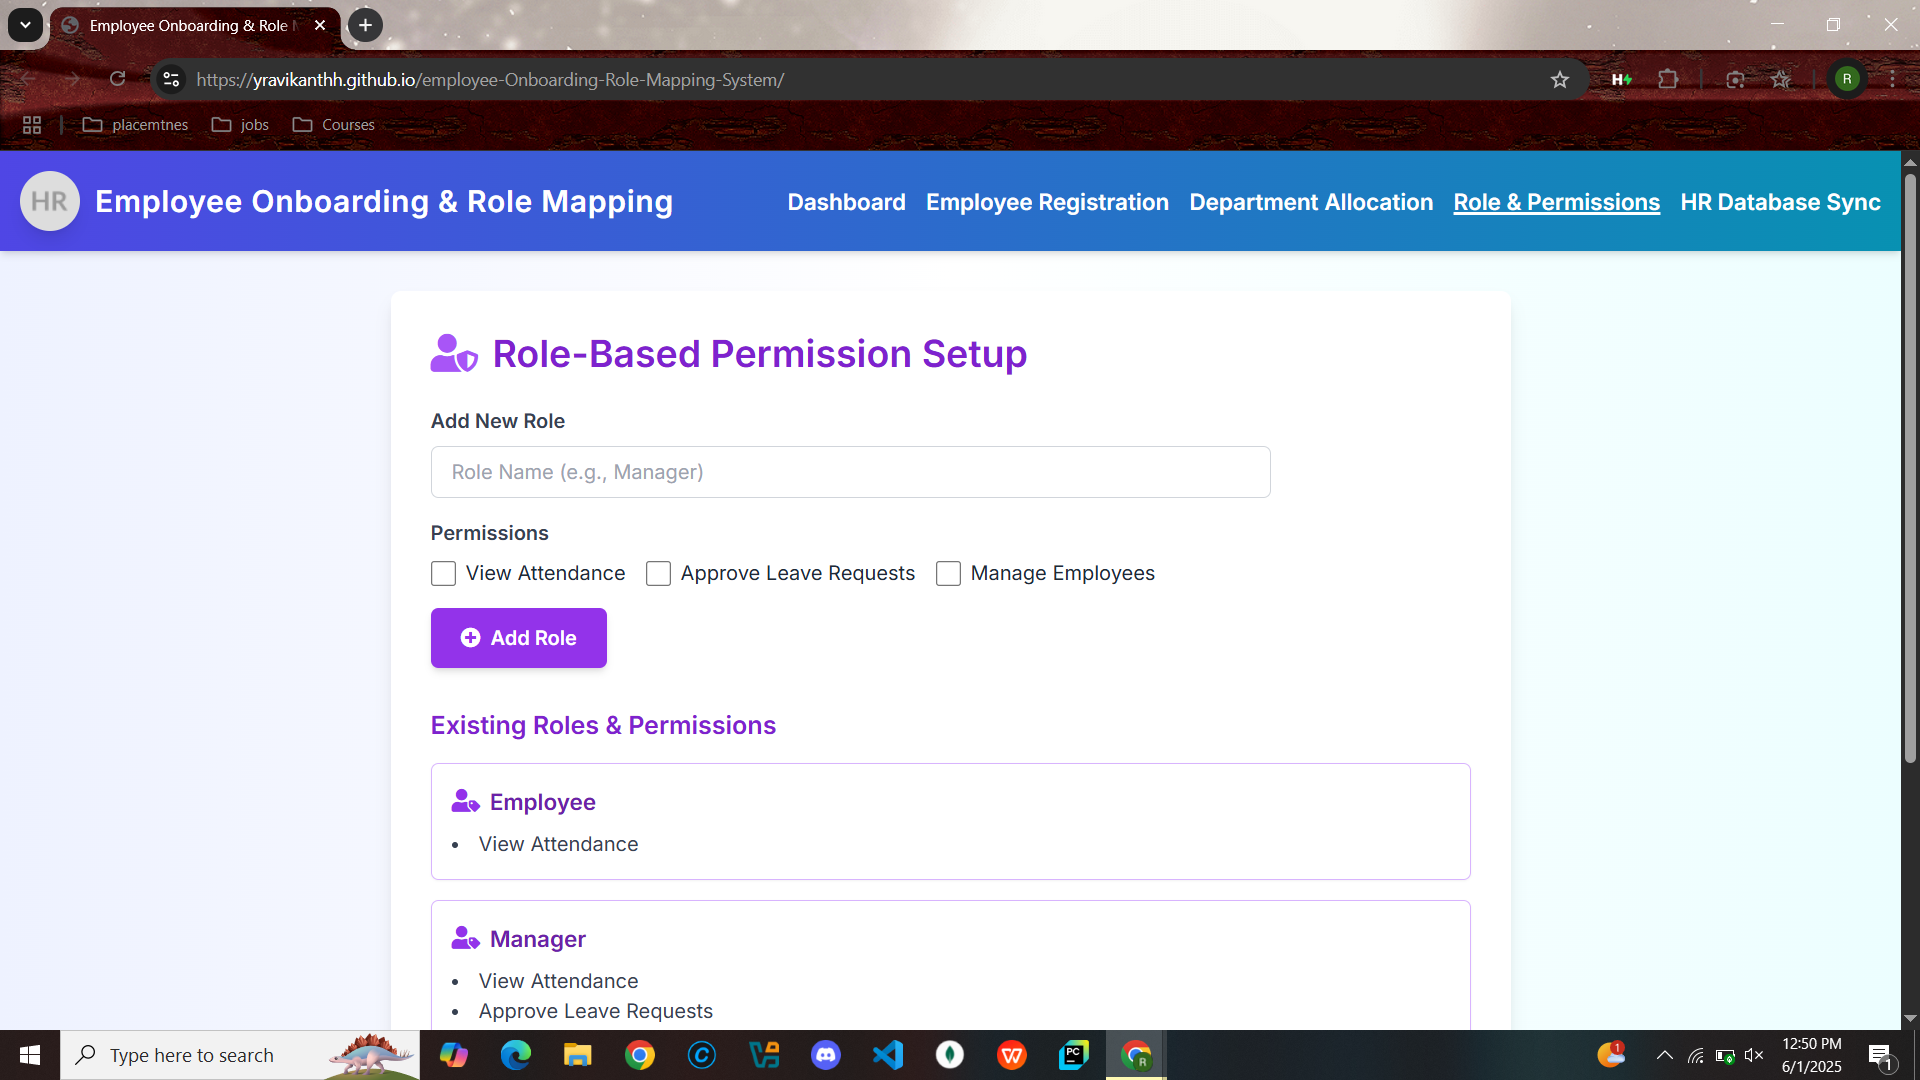 Employee Onboarding & Role M
https://yravikanthh.github.io/employee-Onboarding-Role-Mapping-System/
R
placemtnes
jobs
Courses
HR
Employee Onboarding & Role Mapping
Dashboard
Employee Registration
Department Allocation
Role & Permissions
HR Database Sync
Role-Based Permission Setup
Add New Role
Role Name (e.g., Manager)
Permissions
View Attendance
Approve Leave Requests
Manage Employees
Add Role
Existing Roles & Permissions
Employee
• View Attendance
Manager
• View Attendance
• Approve Leave Requests
Type here to search
1
12:50 PM
6/1/2025
1